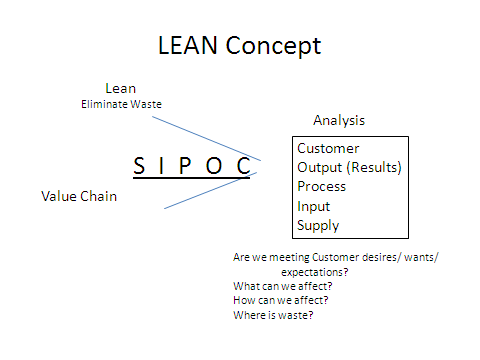 LEAN Concept
Lean
Eliminate Waste
Analysis
S I P O C
Value Chain
Customer
Output (Results)
Process
Input
Supply
Are we meeting Customer desires/ wants/
expectations?
What can we affect?
How can we affect?
Where is waste?